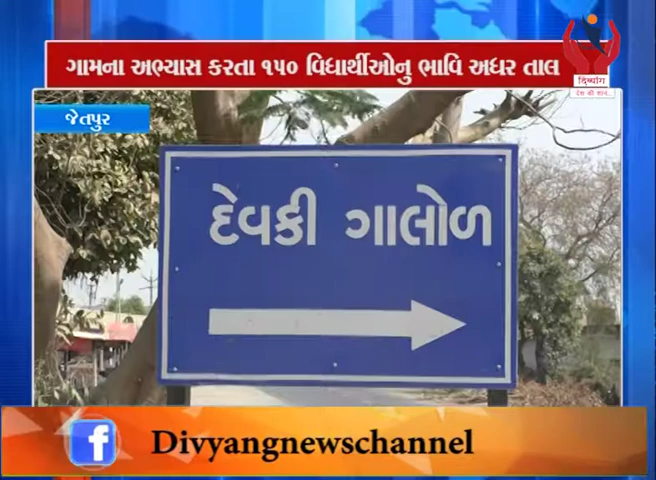 ગામના અભ્યાસ કરતા ૧૫૦ વિધાર્થીઓનુ ભાવિ અધર તાલ
दिव्यांग
देश की शान..
જેતપુર
દેવકી ગાલોળ
f Divyangnewschannel